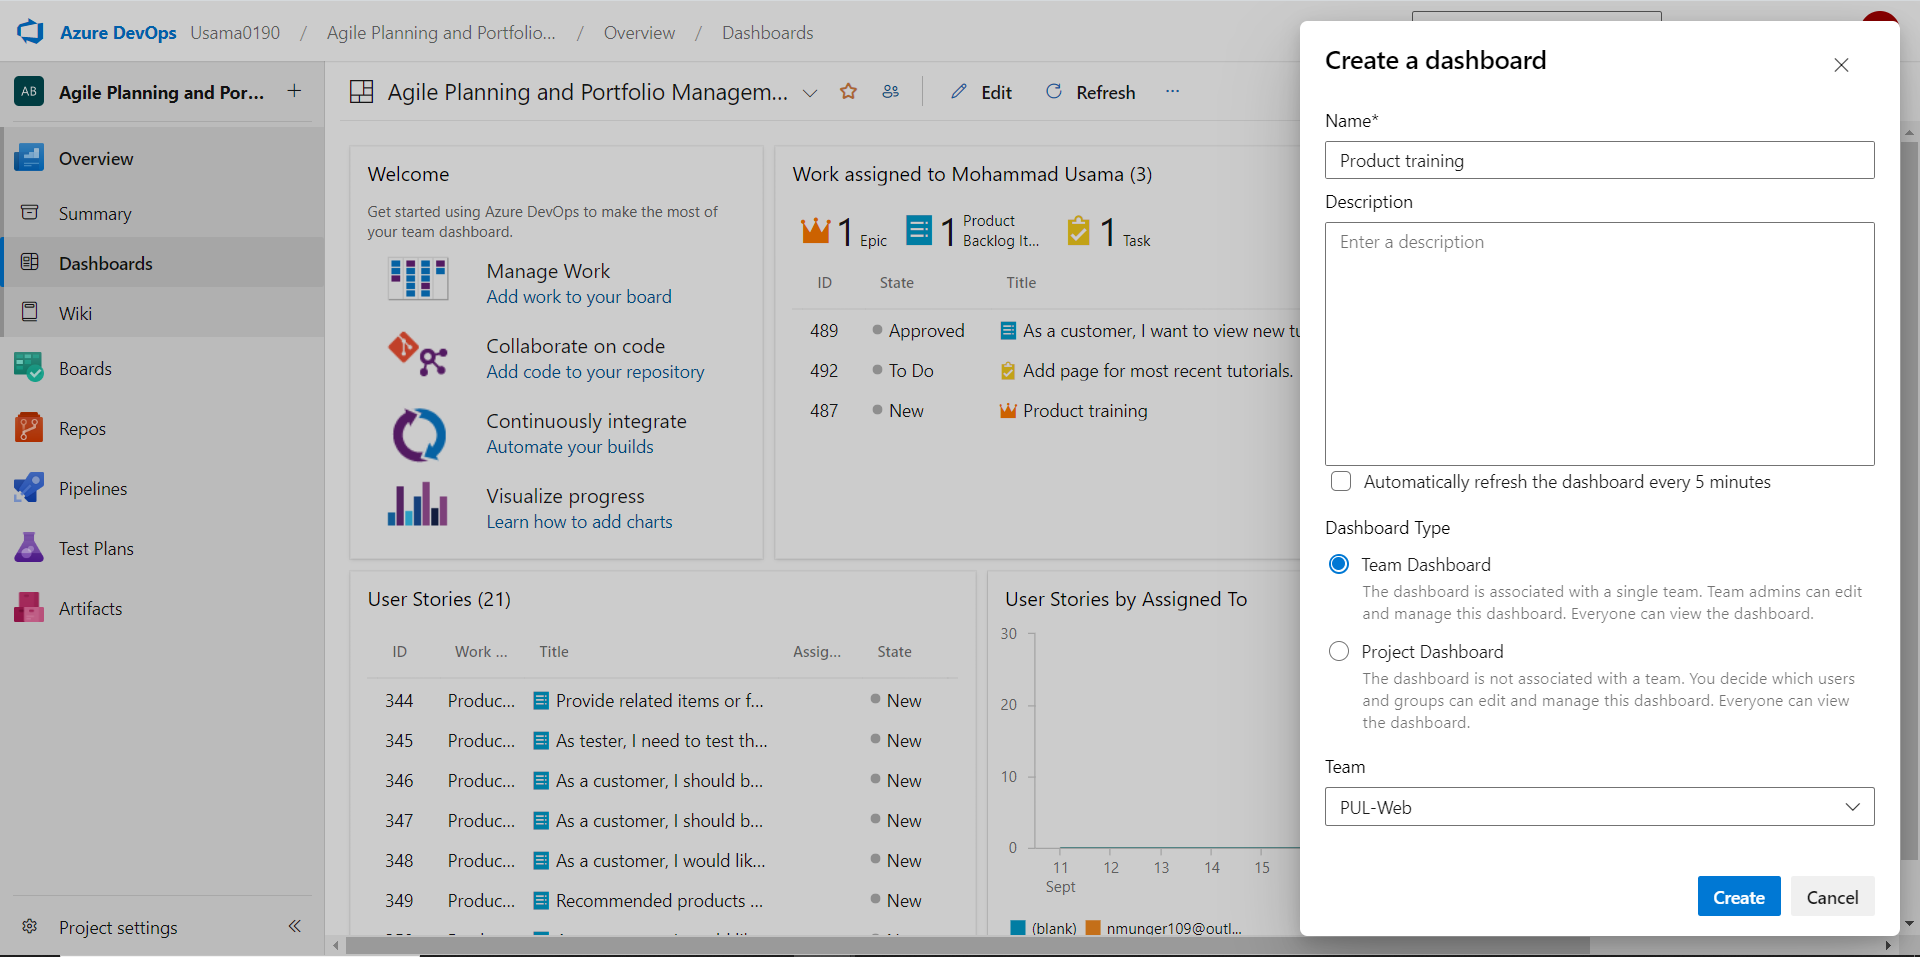 Azure DevOps Usama0190 / Agile Planning and Portfolio... / Overview / Dashboards
AB Agile Planning and Por... +
Overview
Summary
Dashboards
Wiki
Boards
Repos
Pipelines
Test Plans
Artifacts
Project settings
Agile Planning and Portfolio Managem... Edit Refresh ...
Welcome
Get started using Azure DevOps to make the most of
your team dashboard.
Manage Work
Add work to your board
Collaborate on code
Add code to your repository
Continuously integrate
Automate your builds
Visualize progress
Learn how to add charts
Work assigned to Mohammad Usama (3)
1 Epic 1 Product Backlog It... 1 Task
ID State Title
489 Approved As a customer, I want to view new tu
492 To Do Add page for most recent tutorials.
487 New Product training
User Stories (21)
ID Work ... Title Assig... State
344 Produc... Provide related items or f... New
345 Produc... As tester, I need to test th... New
346 Produc... As a customer, I should b... New
347 Produc... As a customer, I should b... New
348 Produc... As a customer, I would lik... New
349 Produc... Recommended products ... New
User Stories by Assigned To
30
20
10
0
11 12 13 14 15
Sept
(blank) nmunger109@outl...
Create a dashboard
Name*
Product training
Description
Enter a description
Automatically refresh the dashboard every 5 minutes
Dashboard Type
Team Dashboard
The dashboard is associated with a single team. Team admins can edit
and manage this dashboard. Everyone can view the dashboard.
Project Dashboard
The dashboard is not associated with a team. You decide which users
and groups can edit and manage this dashboard. Everyone can view
the dashboard.
Team
PUL-Web
Create Cancel